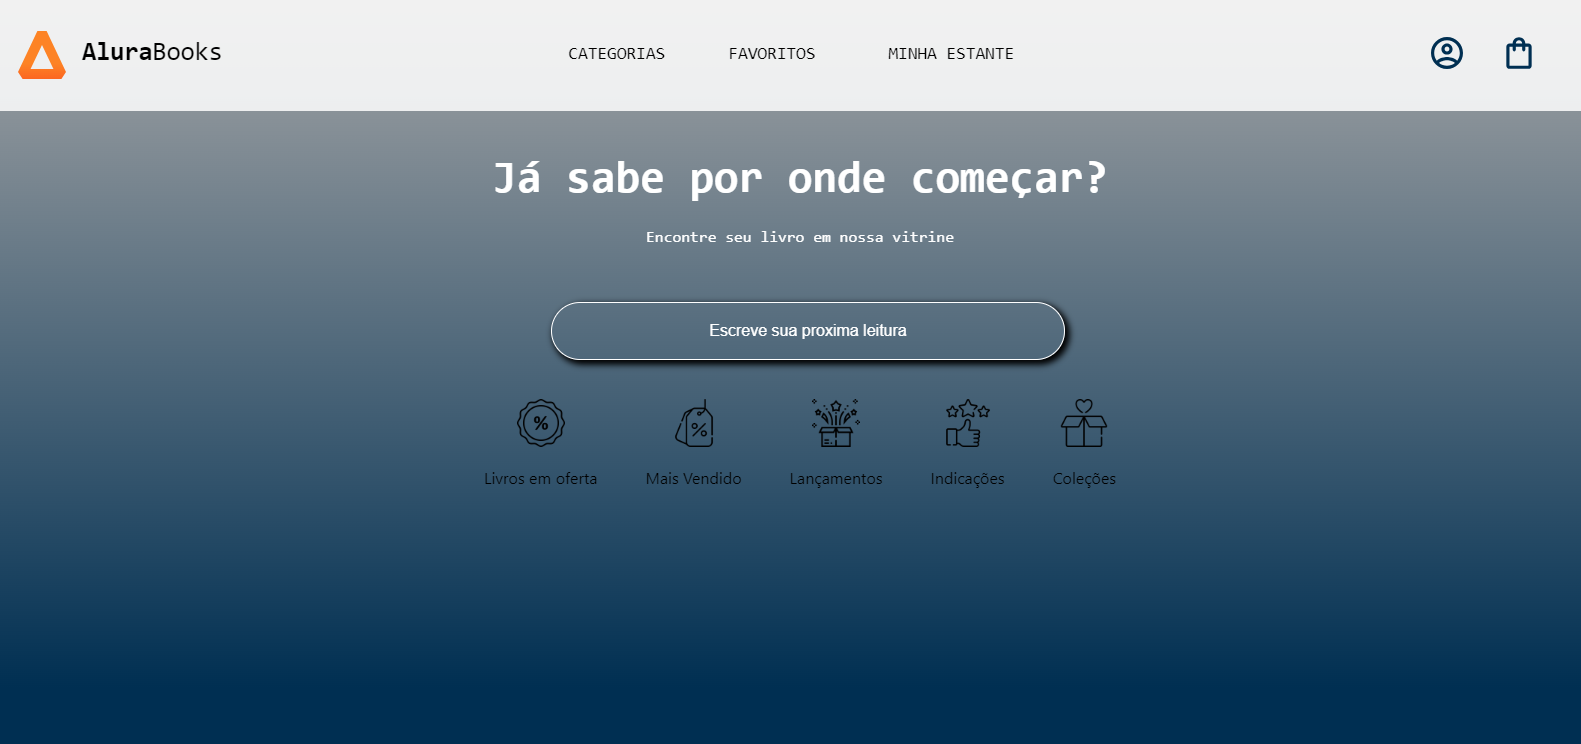 AluraBooks
CATEGORIAS FAVORITOS MINHA ESTANTE
Já sabe por onde começar?
Encontre seu livro em nossa vitrine
Escreve sua proxima leitura
% %
Livros em oferta Mais Vendido Lançamentos Indicações Coleções